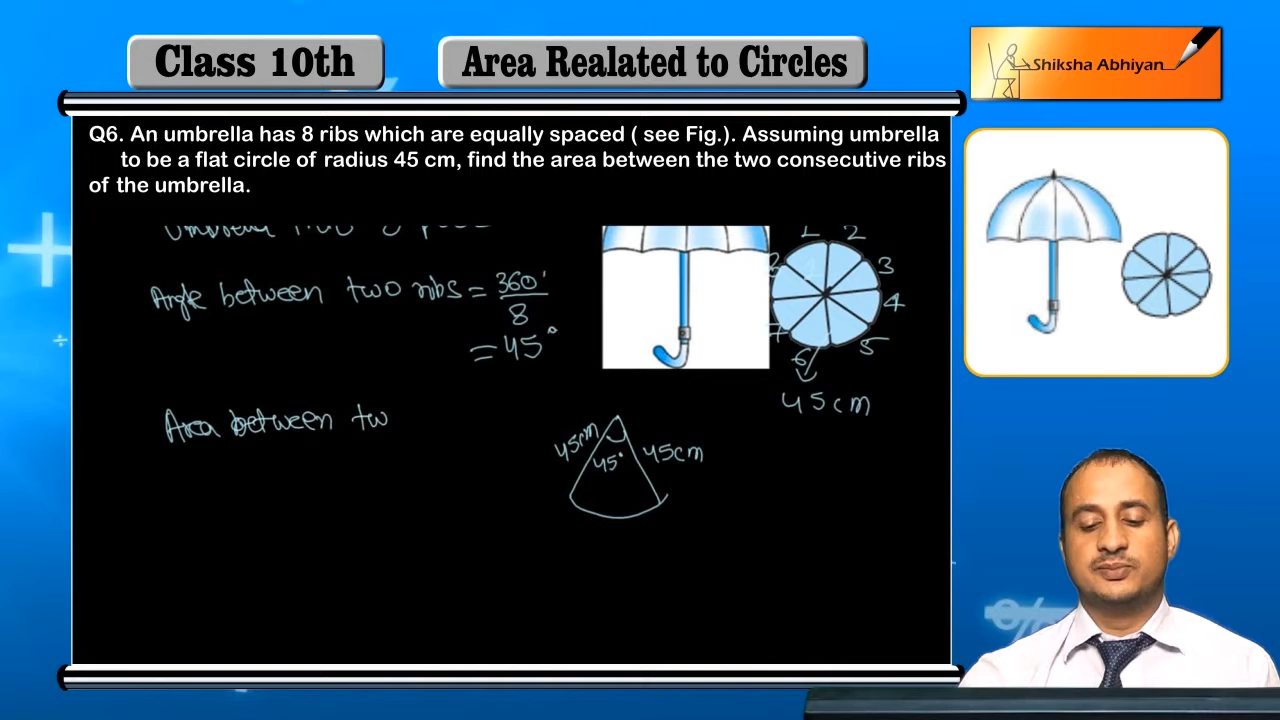 Class 10th
Area Realated to Circles
Shiksha Abhiyan
Q6. An umbrella has 8 ribs which are equally spaced ( see Fig.). Assuming umbrella
to be a flat circle of radius 45 cm, find the area between the two consecutive ribs
of the umbrella.
1 2
3
4
5
6
7
45cm
Angle between two ribs = 360°/8
= 45°
Area between tw
45cm
45°
45cm